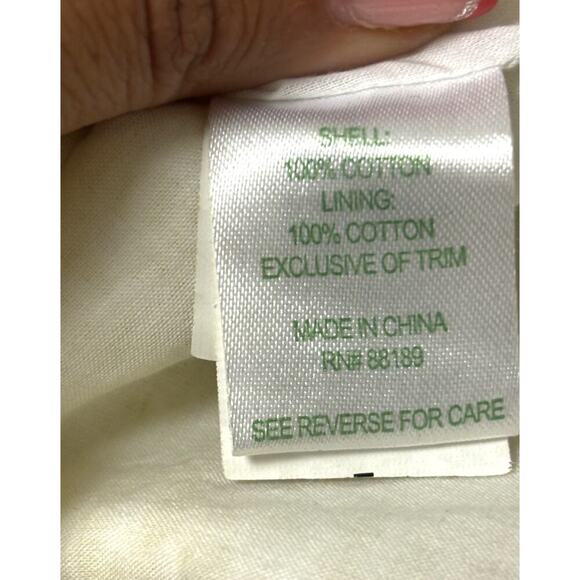 SHELL:
100% COTTON
LINING:
100% COTTON
EXCLUSIVE OF TRIM
MADE IN CHINA
RN# 88189
SEE REVERSE FOR CARE